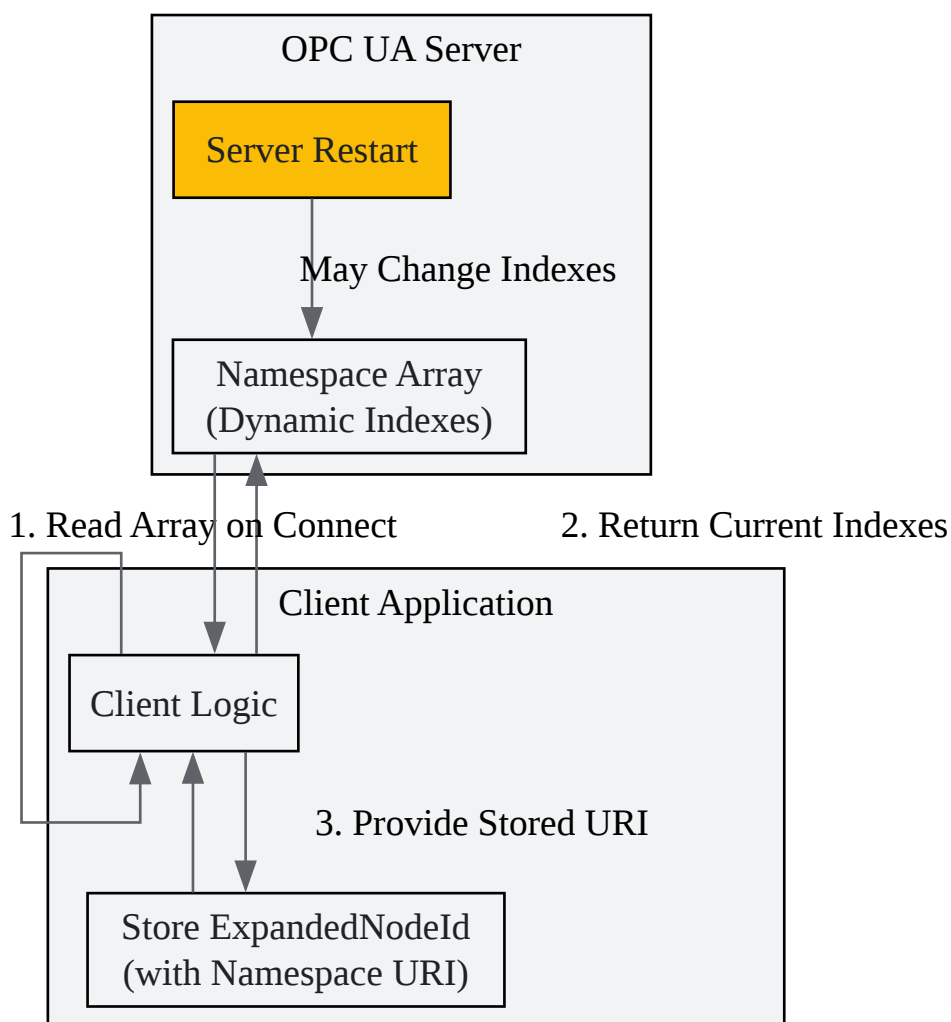 OPC UA Server
Server Restart
May Change Indexes
Namespace Array
(Dynamic Indexes)
1. Read Array on Connect
2. Return Current Indexes
Client Application
Client Logic
3. Provide Stored URI
Store ExpandedNodeId
(with Namespace URI)